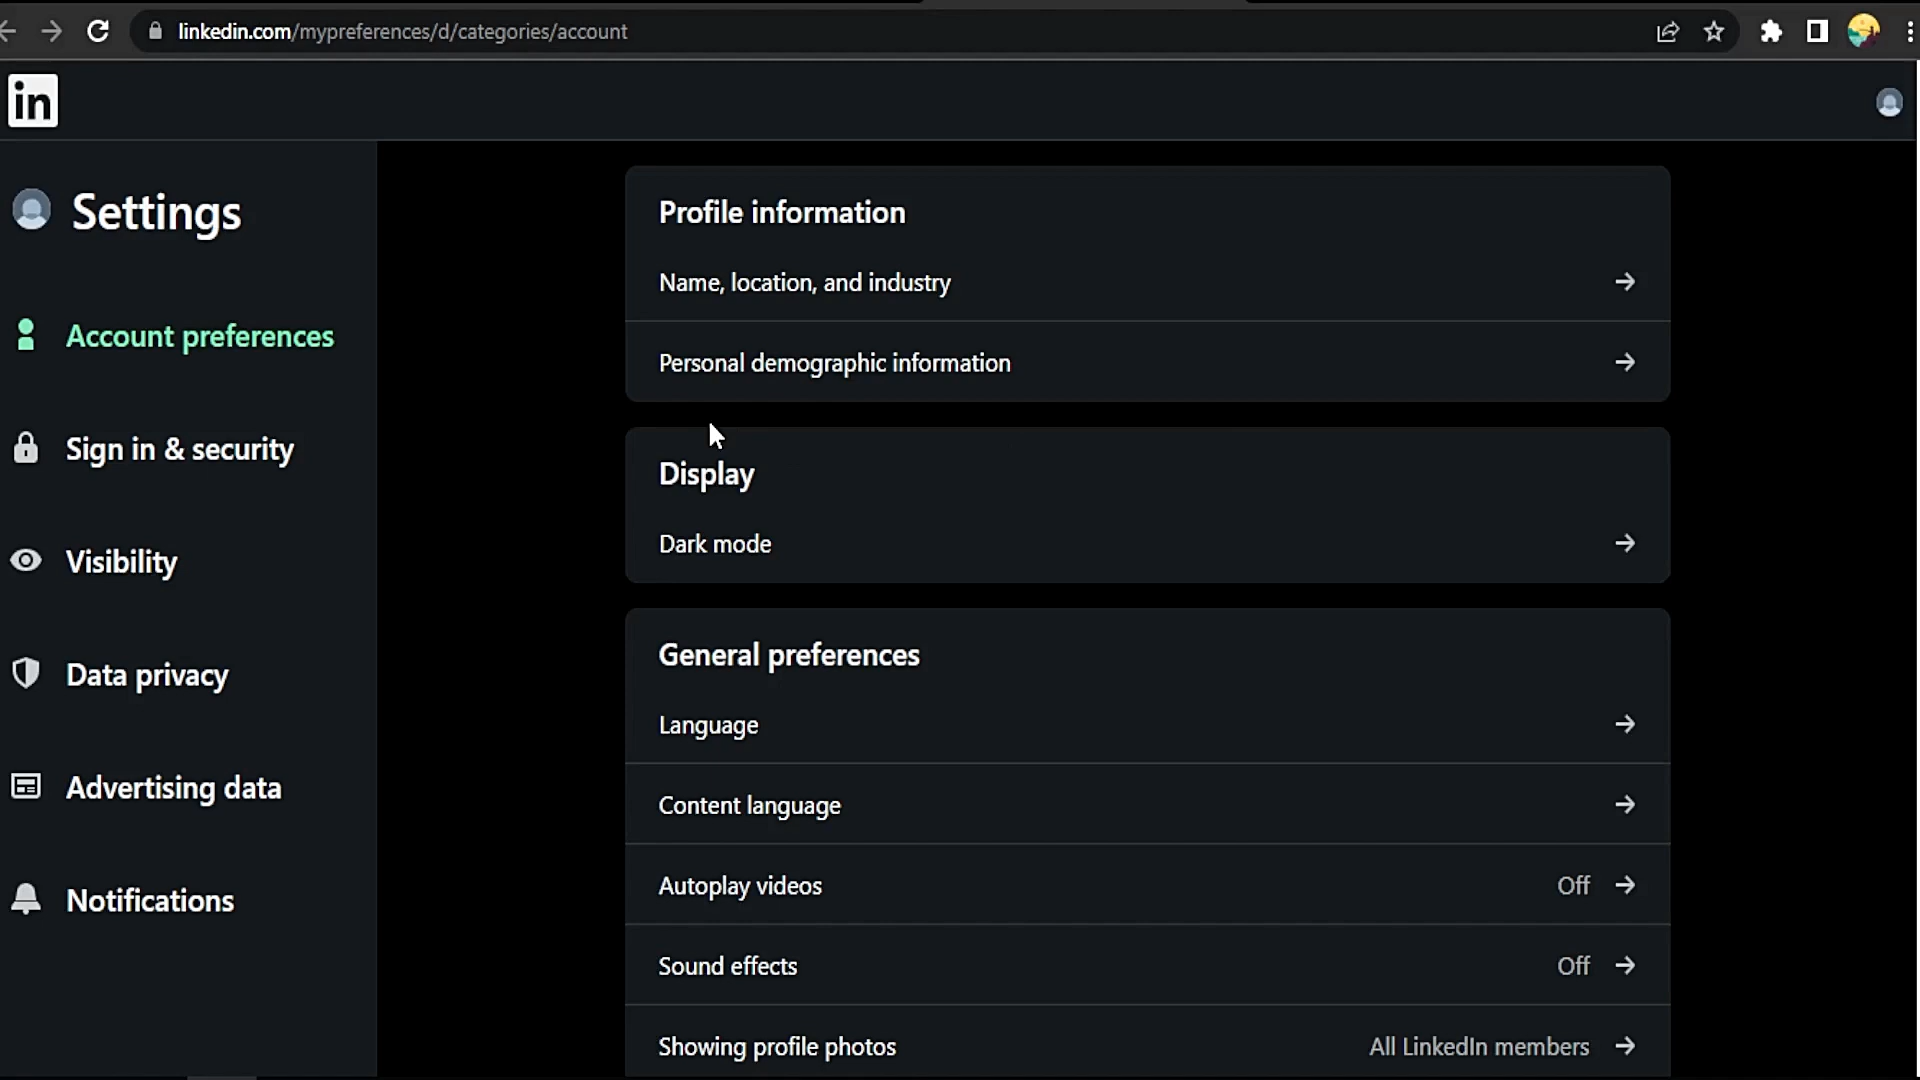 linkedin.com/mypreferences/d/categories/account
in
Settings
Account preferences
Sign in & security
Visibility
Data privacy
Advertising data
Notifications
Profile information
Name, location, and industry
Personal demographic information
Display
Dark mode
General preferences
Language
Content language
Autoplay videos Off
Sound effects Off
Showing profile photos All LinkedIn members